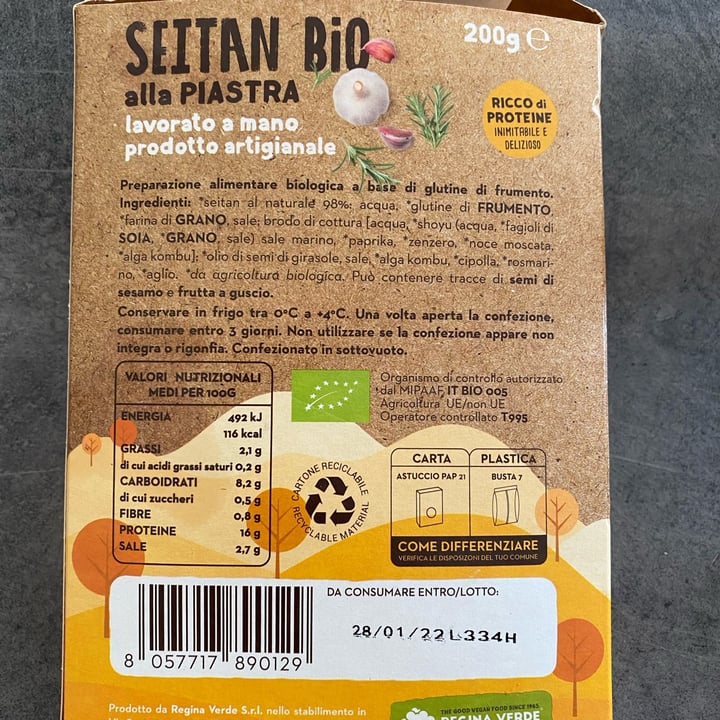 SEITAN BiO
200g ℮
alla PIASTRA
lavorato a mano
prodotto artigianale
RICCO di
PROTEINE
INIMITABILE E
DELIZIOSO
Preparazione alimentare biologica a base di glutine di frumento.
Ingredienti: *seitan al naturale 98%: acqua, *glutine di FRUMENTO,
*farina di GRANO, sale; brodo di cottura [acqua, *shoyu (acqua, *fagioli di
SOIA, *GRANO, sale) sale marino, *paprika, *zenzero, *noce moscata,
*alga kombu]; *olio di semi di girasole, sale, *alga kombu, *cipolla, *rosmari-
no, *aglio. *da agricoltura biologica. Può contenere tracce di semi di
sesamo e frutta a guscio.
Conservare in frigo tra 0°C a +4°C. Una volta aperta la confezione,
consumare entro 3 giorni. Non utilizzare se la confezione appare non
integra o rigonfia. Confezionato in sottovuoto.
VALORI NUTRIZIONALI
MEDI PER 100G
ENERGIA 492 kJ
116 kcal
GRASSI 2,1 g
di cui acidi grassi saturi 0,2 g
CARBOIDRATI 8,2 g
di cui zuccheri 0,5 g
FIBRE 0,8 g
PROTEINE 16 g
SALE 2,7 g
Organismo di controllo autorizzato
dal MIPAAF IT BIO 005
Agricoltura UE/non UE
Operatore controllato T995
CARTONE RICICLABILE
RECYCLABLE MATERIAL
CARTA PLASTICA
ASTUCCIO PAP 21 BUSTA 7
COME DIFFERENZIARE
VERIFICA LE DISPOSIZIONI DEL TUO COMUNE
DA CONSUMARE ENTRO/LOTTO:
28/01/22 L334H
8 057717 890129
Prodotto da Regina Verde S.r.l. nello stabilimento in
THE GOOD VEGAN FOOD SINCE 1985
REGINA VERDE